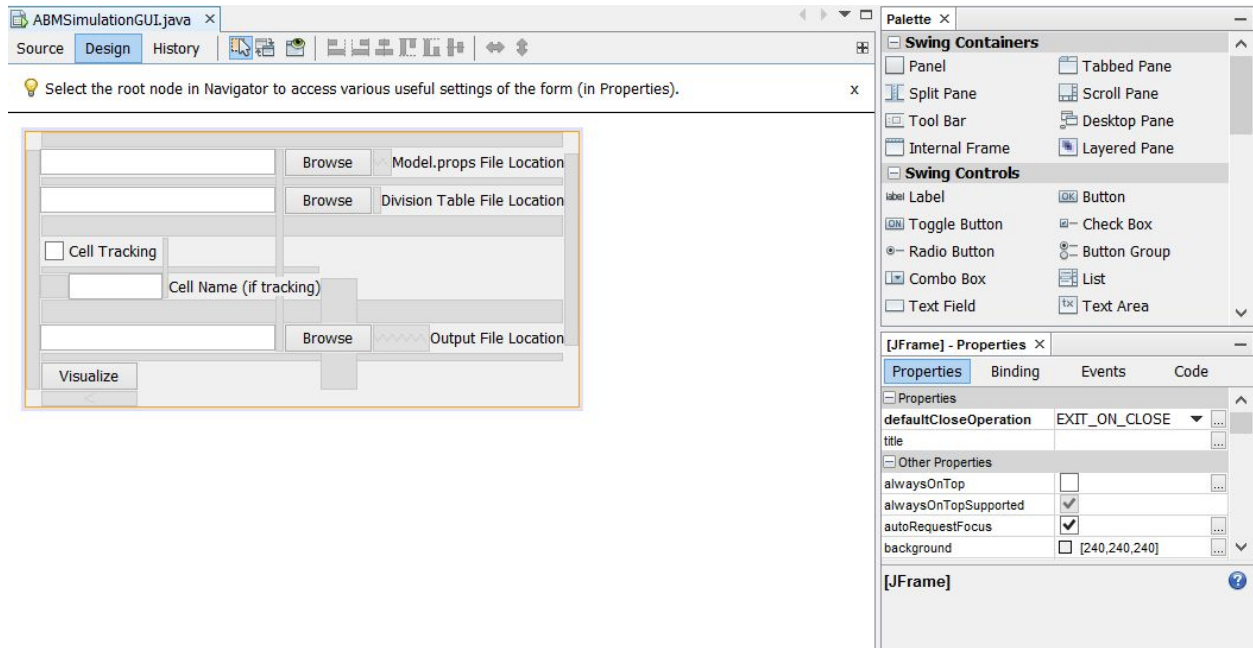 ABMSimulationGUI.java ×
Source Design History
Select the root node in Navigator to access various useful settings of the form (in Properties). x
Browse Model.props File Location
Browse Division Table File Location
Cell Tracking
Cell Name (if tracking)
Browse Output File Location
Visualize
Palette ×
Swing Containers
Panel Tabbed Pane
Split Pane Scroll Pane
Tool Bar Desktop Pane
Internal Frame Layered Pane
Swing Controls
label Label OK Button
ON Toggle Button Check Box
Radio Button Button Group
Combo Box List
Text Field tx Text Area
[JFrame] - Properties ×
Properties Binding Events Code
Properties
defaultCloseOperation EXIT_ON_CLOSE ...
title ...
Other Properties
alwaysOnTop ...
alwaysOnTopSupported
autoRequestFocus ...
background [240,240,240] ...
[JFrame] ?